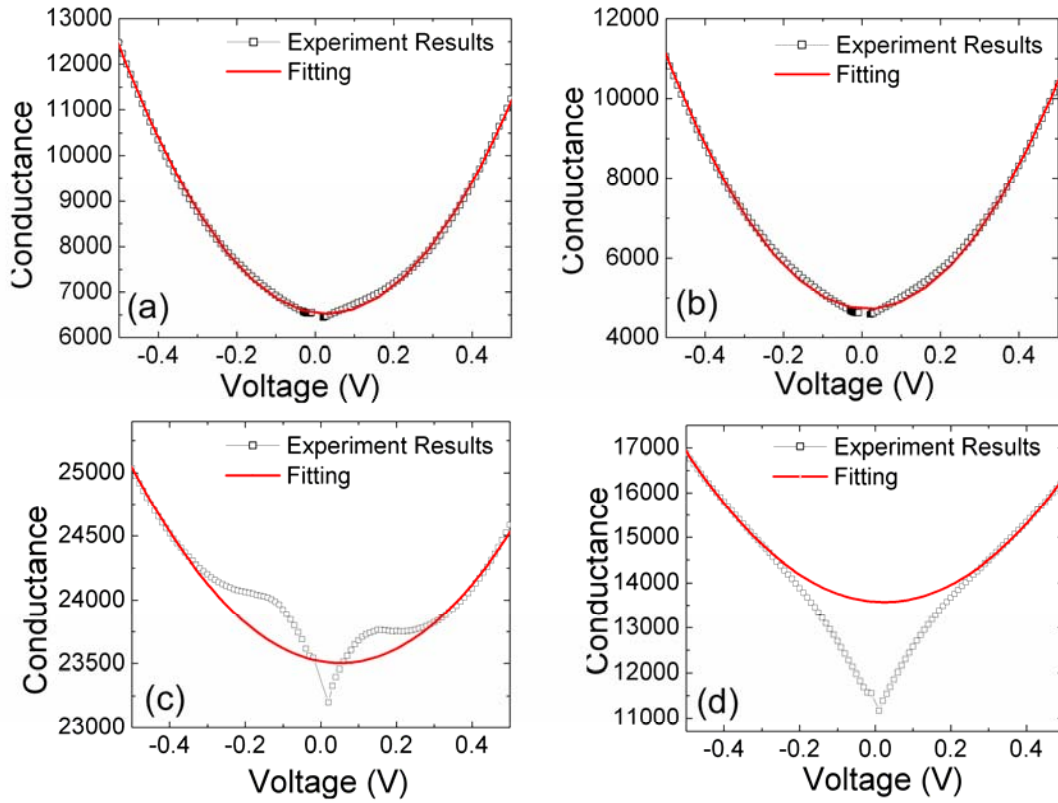 13000
12000
11000
10000
9000
8000
7000
6000
Conductance
Experiment Results
Fitting
(a)
-0.4 -0.2 0.0 0.2 0.4
Voltage (V)
12000
10000
8000
6000
4000
Conductance
Experiment Results
Fitting
(b)
-0.4 -0.2 0.0 0.2 0.4
Voltage (V)
25000
24500
24000
23500
23000
Conductance
Experiment Results
Fitting
(c)
-0.4 -0.2 0.0 0.2 0.4
Voltage (V)
17000
16000
15000
14000
13000
12000
11000
Conductance
Experiment Results
Fitting
(d)
-0.4 -0.2 0.0 0.2 0.4
Voltage (V)